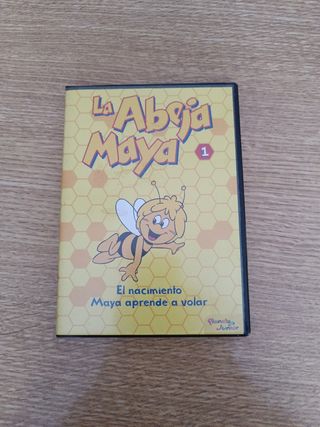 La Abeja
Maya
1
El nacimiento
Maya aprende a volar
Planeta
Junior